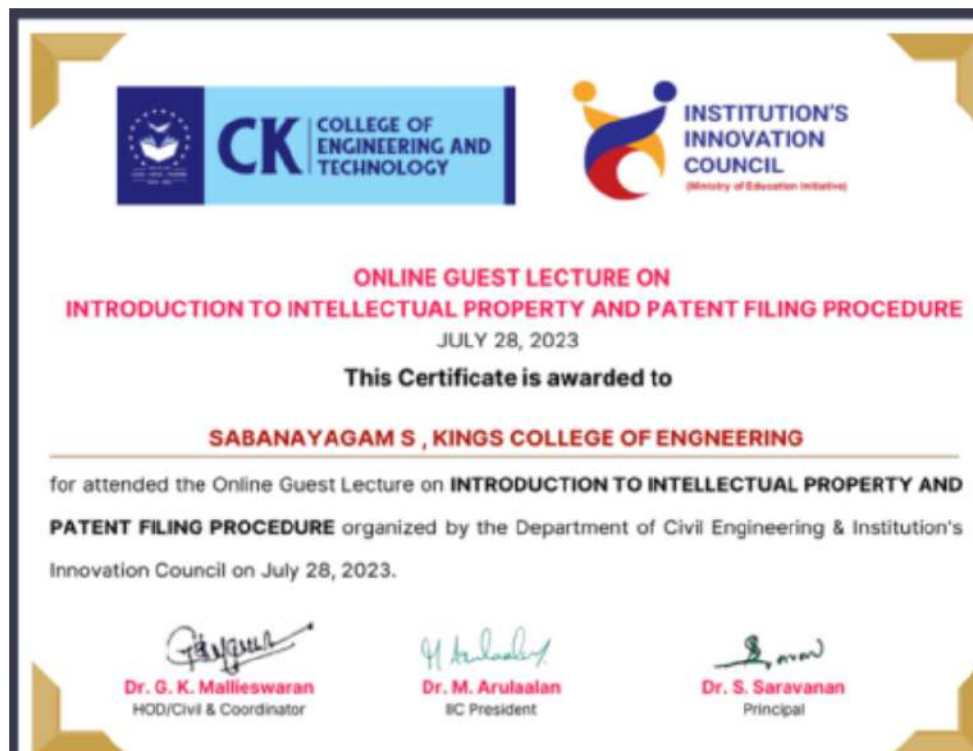 CK
COLLEGE OF
ENGINEERING AND
TECHNOLOGY
INSTITUTION'S
INNOVATION
COUNCIL
(Ministry of Education Initiative)
ONLINE GUEST LECTURE ON
INTRODUCTION TO INTELLECTUAL PROPERTY AND PATENT FILING PROCEDURE
JULY 28, 2023
This Certificate is awarded to
SABANAYAGAM S , KINGS COLLEGE OF ENGNEERING
for attended the Online Guest Lecture on INTRODUCTION TO INTELLECTUAL PROPERTY AND
PATENT FILING PROCEDURE organized by the Department of Civil Engineering & Institution's
Innovation Council on July 28, 2023.
Dr. G. K. Mallieswaran
HOD/Civil & Coordinator
Dr. M. Arulaalan
IIC President
Dr. S. Saravanan
Principal